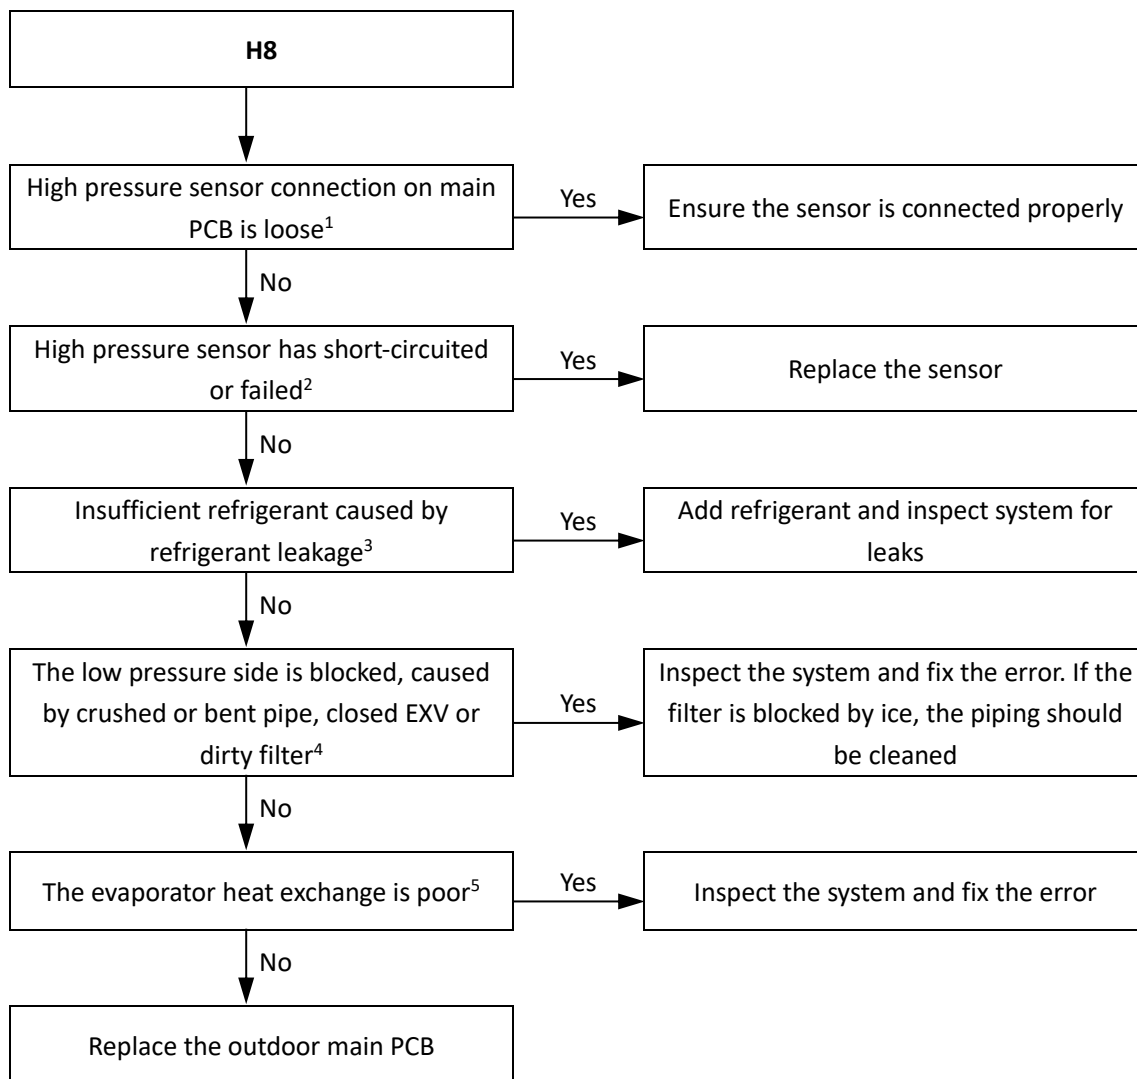 H8
High pressure sensor connection on main
PCB is loose1
Yes
Ensure the sensor is connected properly
No
High pressure sensor has short-circuited
or failed2
Yes
Replace the sensor
No
Insufficient refrigerant caused by
refrigerant leakage3
Yes
Add refrigerant and inspect system for
leaks
No
The low pressure side is blocked, caused
by crushed or bent pipe, closed EXV or
dirty filter4
Yes
Inspect the system and fix the error. If the
filter is blocked by ice, the piping should
be cleaned
No
The evaporator heat exchange is poor5
Yes
Inspect the system and fix the error
No
Replace the outdoor main PCB